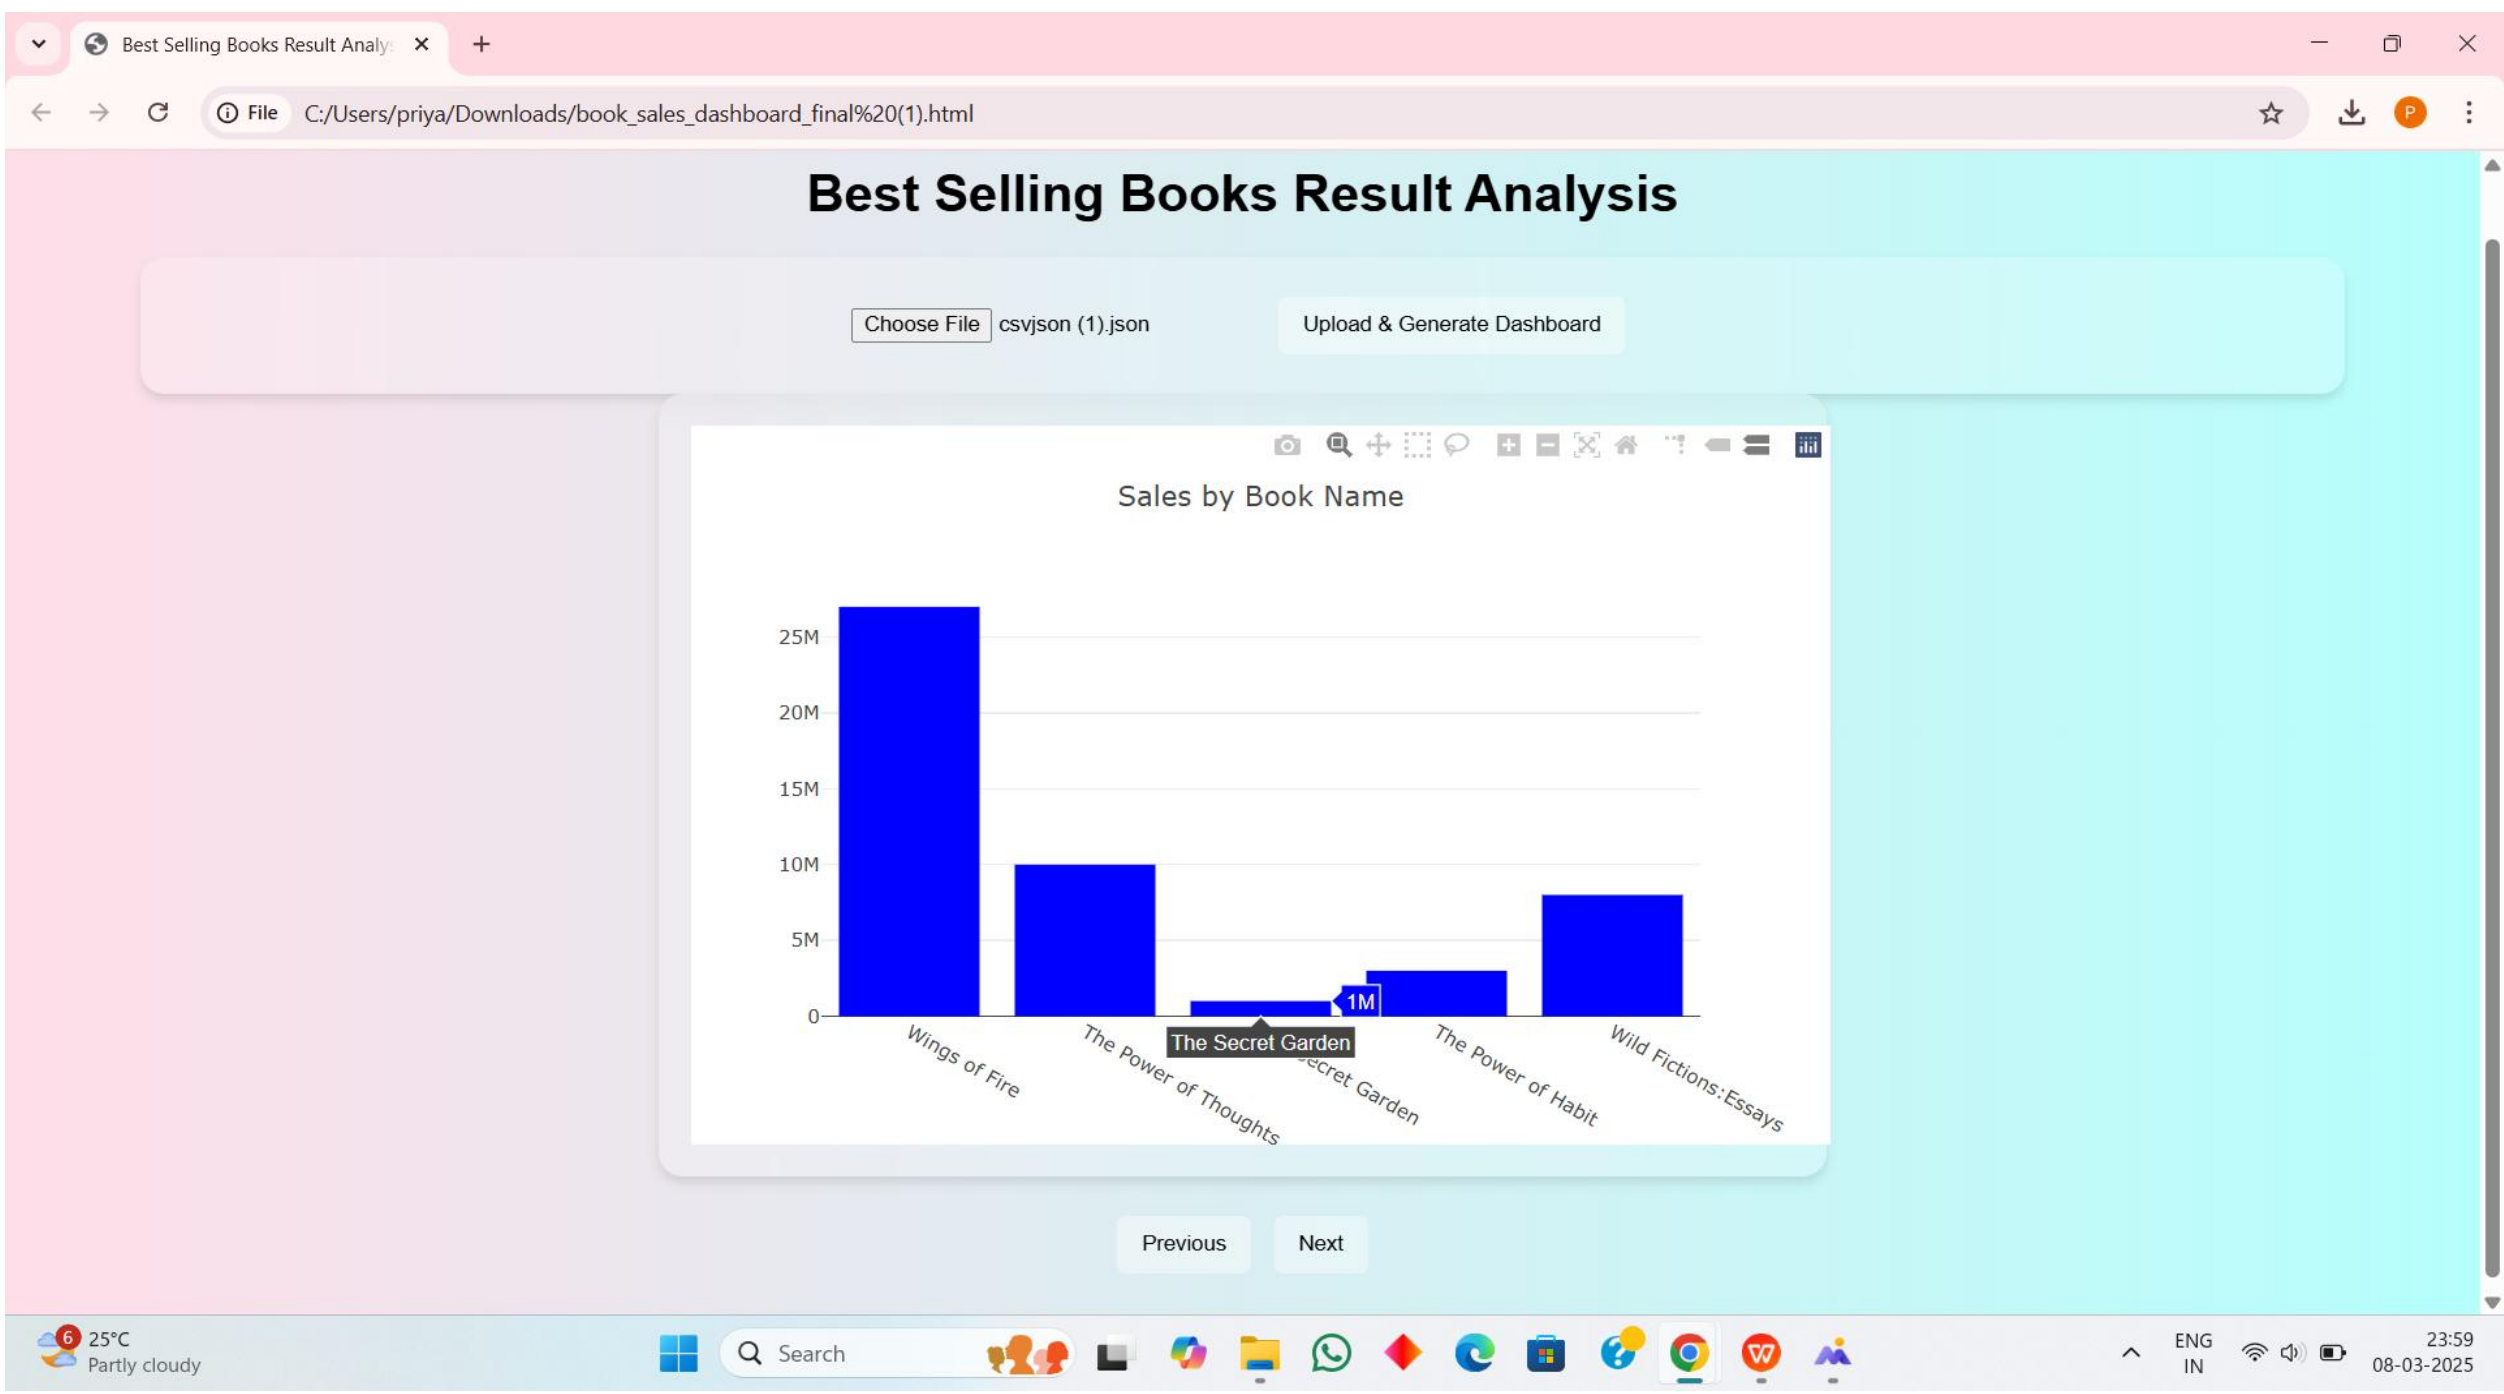 Best Selling Books Result Analys
File C:/Users/priya/Downloads/book_sales_dashboard_final%20(1).html
P
Best Selling Books Result Analysis
Choose File csvjson (1).json Upload & Generate Dashboard
Sales by Book Name
25M
20M
15M
10M
5M
0
1M
The Secret Garden
Wings of Fire
The Power of Thoughts
Secret Garden
The Power of Habit
Wild Fictions:Essays
Previous Next
6
25°C
Partly cloudy
Search
ENG
IN
23:59
08-03-2025